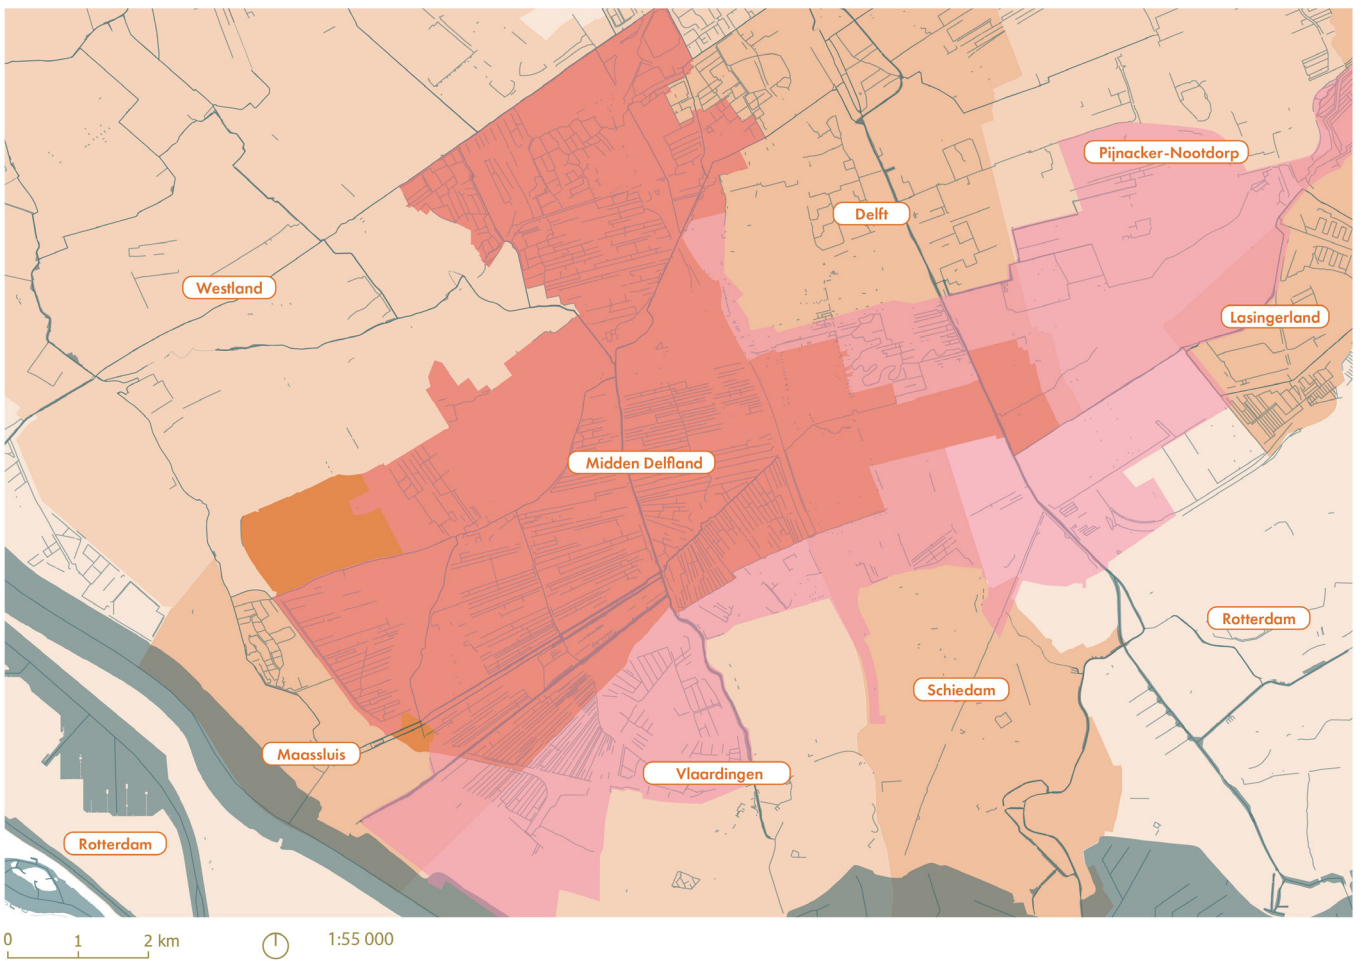 Pijnacker-Nootdorp
Delft
Westland
Lasingerland
Midden Delfland
Rotterdam
Schiedam
Maassluis
Vlaardingen
Rotterdam
0 1 2 km
1:55 000